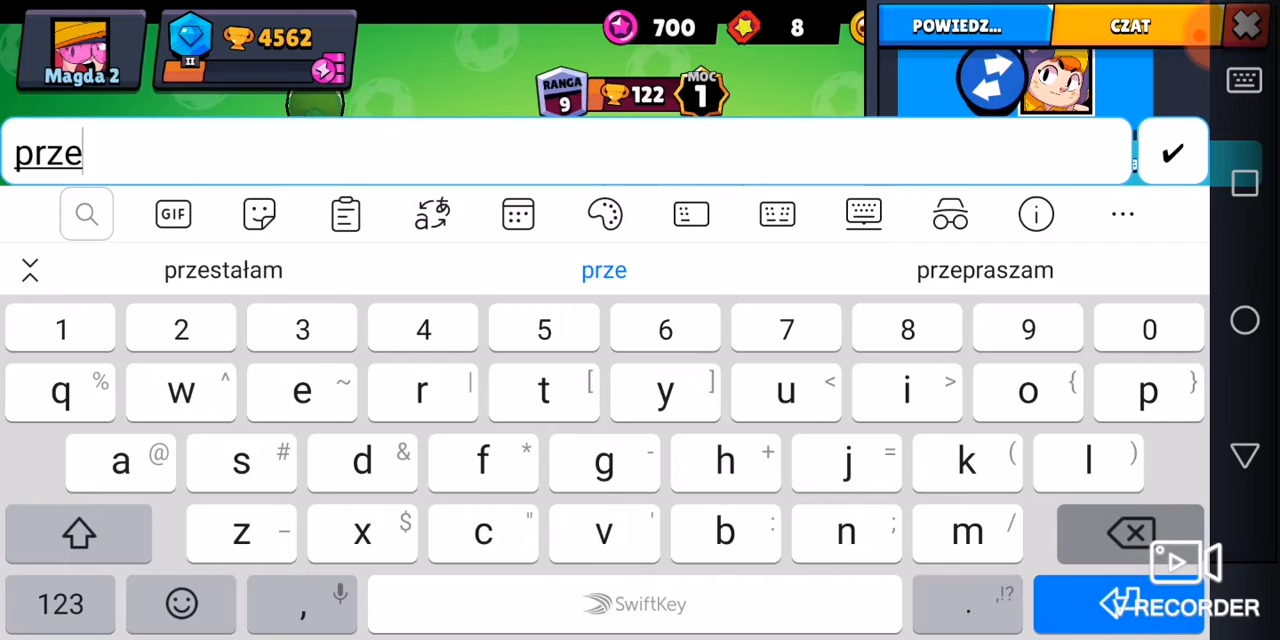 Magda 2
4562
II
700
8
POWIEDZ...
CZAT
RANGA
9
122
MOC
1
prze
GIF
przestałam
prze
przepraszam
1 2 3 4 5 6 7 8 9 0
q % w ^ e ~ r | t [ y ] u < i > o { p }
a @ s # d & f * g - h + j = k ( l )
z _ x $ c " v ' b : n ; m /
123 , SwiftKey . ,!?
RECORDER